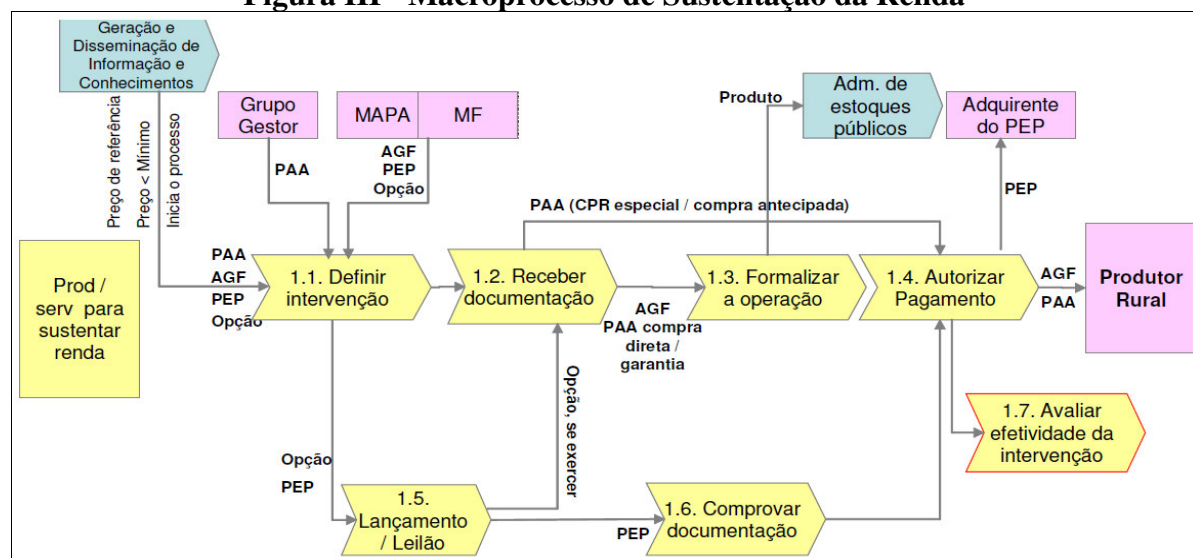 Figura III - Macroprocesso de Sustentação da Renda
Geração e
Disseminação de
Informação e
Conhecimentos
Preço de referência
Preço < Mínimo
Inicia o processo
Grupo
Gestor
PAA
MAPA
MF
AGF
PEP
Opção
Produto
Adm. de
estoques
públicos
Adquirente
do PEP
PEP
PAA (CPR especial / compra antecipada)
Prod /
serv para
sustentar
renda
PAA
AGF
PEP
Opção
1.1. Definir
intervenção
1.2. Receber
documentação
AGF
PAA compra
direta /
garantia
1.3. Formalizar
a operação
1.4. Autorizar
Pagamento
AGF
PAA
Produtor
Rural
Opção, se exercer
1.7. Avaliar
efetividade da
intervenção
Opção
PEP
1.5.
Lançamento
/ Leilão
PEP
1.6. Comprovar
documentação